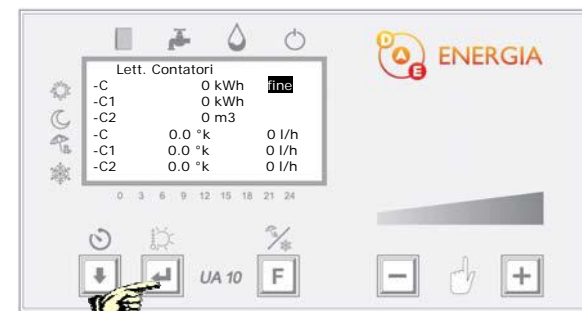 Lett. Contatori
-C 0 kWh fine
-C1 0 kWh
-C2 0 m3
-C 0.0 °k 0 l/h
-C1 0.0 °k 0 l/h
-C2 0.0 °k 0 l/h
0 3 6 9 12 15 18 21 24
D A E ENERGIA
UA 10 F
− +